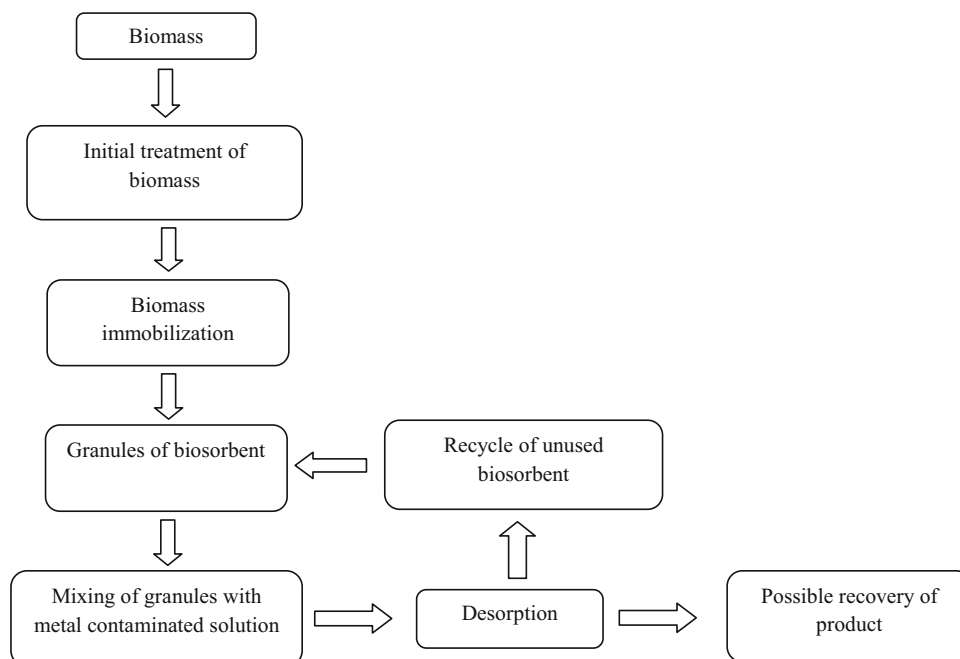 Biomass
Initial treatment of
biomass
Biomass
immobilization
Granules of biosorbent
Recycle of unused
biosorbent
Mixing of granules with
metal contaminated solution
Desorption
Possible recovery of
product